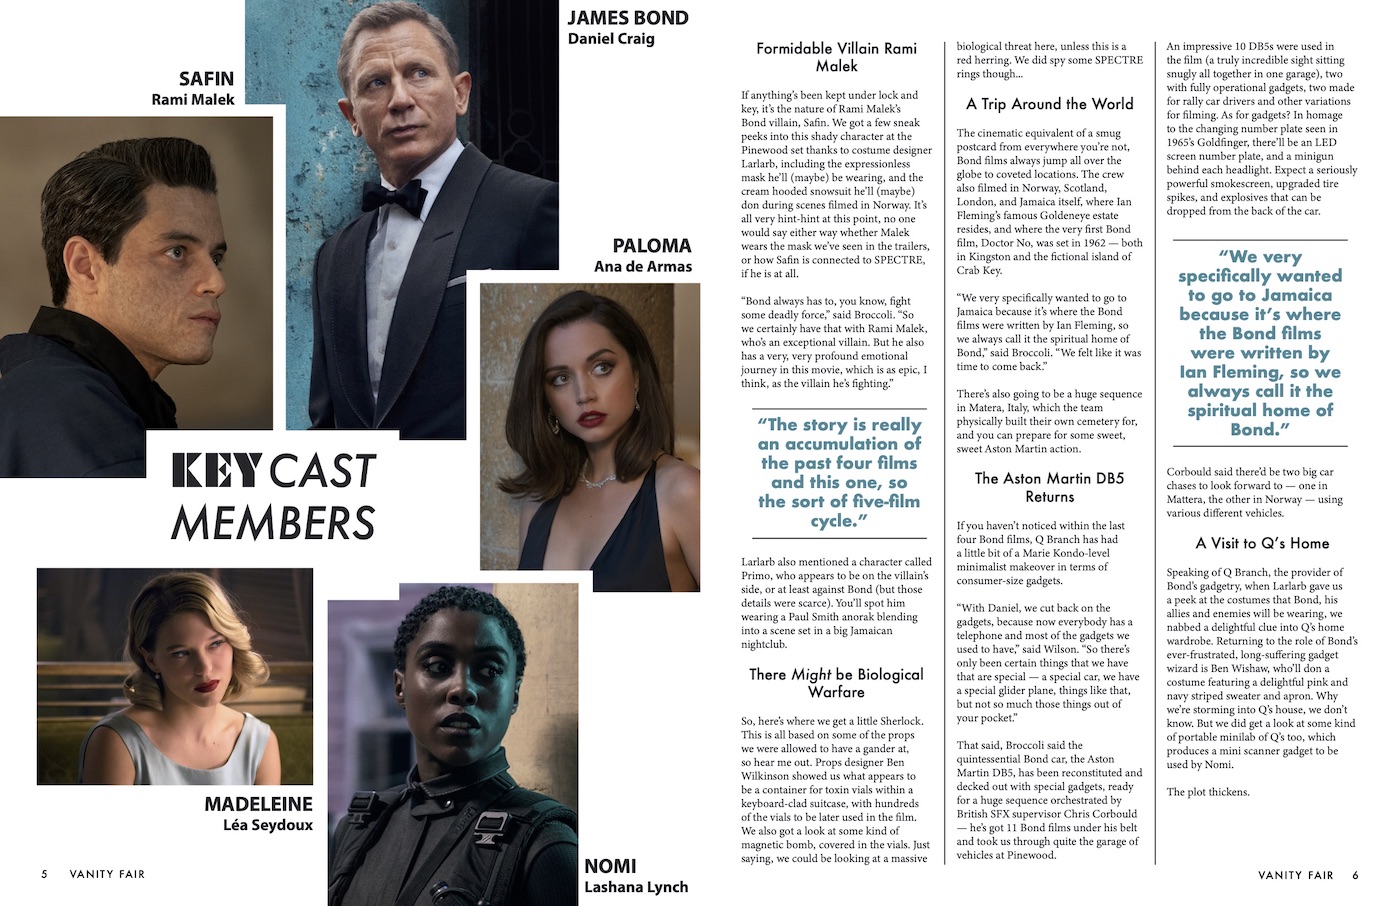 JAMES BOND
Daniel Craig
SAFIN
Rami Malek
PALOMA
Ana de Armas
KEY CAST
MEMBERS
MADELEINE
Léa Seydoux
NOMI
Lashana Lynch
5 VANITY FAIR
Formidable Villain Rami
Malek
If anything's been kept under lock and
key, it's the nature of Rami Malek's
Bond villain, Safin. We got a few sneak
peeks into this shady character at the
Pinewood set thanks to costume designer
Larlarb, including the expressionless
mask he'll (maybe) be wearing, and the
cream hooded snowsuit he'll (maybe)
don during scenes filmed in Norway. It's
all very hint-hint at this point, no one
would say either way whether Malek
wears the mask we've seen in the trailers,
or how Safin is connected to SPECTRE,
if he is at all.
“Bond always has to, you know, fight
some deadly force,” said Broccoli. “So
we certainly have that with Rami Malek,
who's an exceptional villain. But he also
has a very, very profound emotional
journey in this movie, which is as epic, I
think, as the villain he's fighting.”
“The story is really
an accumulation of
the past four films
and this one, so
the sort of five-film
cycle.”
Larlarb also mentioned a character called
Primo, who appears to be on the villain's
side, or at least against Bond (but those
details were scarce). You'll spot him
wearing a Paul Smith anorak blending
into a scene set in a big Jamaican
nightclub.
There Might be Biological
Warfare
So, here's where we get a little Sherlock.
This is all based on some of the props
we were allowed to have a gander at,
so hear me out. Props designer Ben
Wilkinson showed us what appears to
be a container for toxin vials within a
keyboard-clad suitcase, with hundreds
of the vials to be later used in the film.
We also got a look at some kind of
magnetic bomb, covered in the vials. Just
saying, we could be looking at a massive
biological threat here, unless this is a
red herring. We did spy some SPECTRE
rings though...
A Trip Around the World
The cinematic equivalent of a smug
postcard from everywhere you're not,
Bond films always jump all over the
globe to coveted locations. The crew
also filmed in Norway, Scotland,
London, and Jamaica itself, where Ian
Fleming's famous Goldeneye estate
resides, and where the very first Bond
film, Doctor No, was set in 1962 — both
in Kingston and the fictional island of
Crab Key.
“We very specifically wanted to go to
Jamaica because it's where the Bond
films were written by Ian Fleming, so
we always call it the spiritual home of
Bond,” said Broccoli. “We felt like it was
time to come back.”
There's also going to be a huge sequence
in Matera, Italy, which the team
physically built their own cemetery for,
and you can prepare for some sweet,
sweet Aston Martin action.
The Aston Martin DB5
Returns
If you haven't noticed within the last
four Bond films, Q Branch has had
a little bit of a Marie Kondo-level
minimalist makeover in terms of
consumer-size gadgets.
“With Daniel, we cut back on the
gadgets, because now everybody has a
telephone and most of the gadgets we
used to have,” said Wilson. “So there's
only been certain things that we have
that are special — a special car, we have
a special glider plane, things like that,
but not so much those things out of
your pocket.”
That said, Broccoli said the
quintessential Bond car, the Aston
Martin DB5, has been reconstituted and
decked out with special gadgets, ready
for a huge sequence orchestrated by
British SFX supervisor Chris Corbould
— he's got 11 Bond films under his belt
and took us through quite the garage of
vehicles at Pinewood.
An impressive 10 DB5s were used in
the film (a truly incredible sight sitting
snugly all together in one garage), two
with fully operational gadgets, two made
for rally car drivers and other variations
for filming. As for gadgets? In homage
to the changing number plate seen in
1965's Goldfinger, there'll be an LED
screen number plate, and a minigun
behind each headlight. Expect a seriously
powerful smokescreen, upgraded tire
spikes, and explosives that can be
dropped from the back of the car.
“We very
specifically wanted
to go to Jamaica
because it's where
the Bond films
were written by
Ian Fleming, so we
always call it the
spiritual home of
Bond.”
Corbould said there'd be two big car
chases to look forward to — one in
Mattera, the other in Norway — using
various different vehicles.
A Visit to Q's Home
Speaking of Q Branch, the provider of
Bond's gadgetry, when Larlarb gave us
a peek at the costumes that Bond, his
allies and enemies will be wearing, we
nabbed a delightful clue into Q's home
wardrobe. Returning to the role of Bond's
ever-frustrated, long-suffering gadget
wizard is Ben Wishaw, who'll don a
costume featuring a delightful pink and
navy striped sweater and apron. Why
we're storming into Q's house, we don't
know. But we did get a look at some kind
of portable minilab of Q's too, which
produces a mini scanner gadget to be
used by Nomi.
The plot thickens.
VANITY FAIR 6